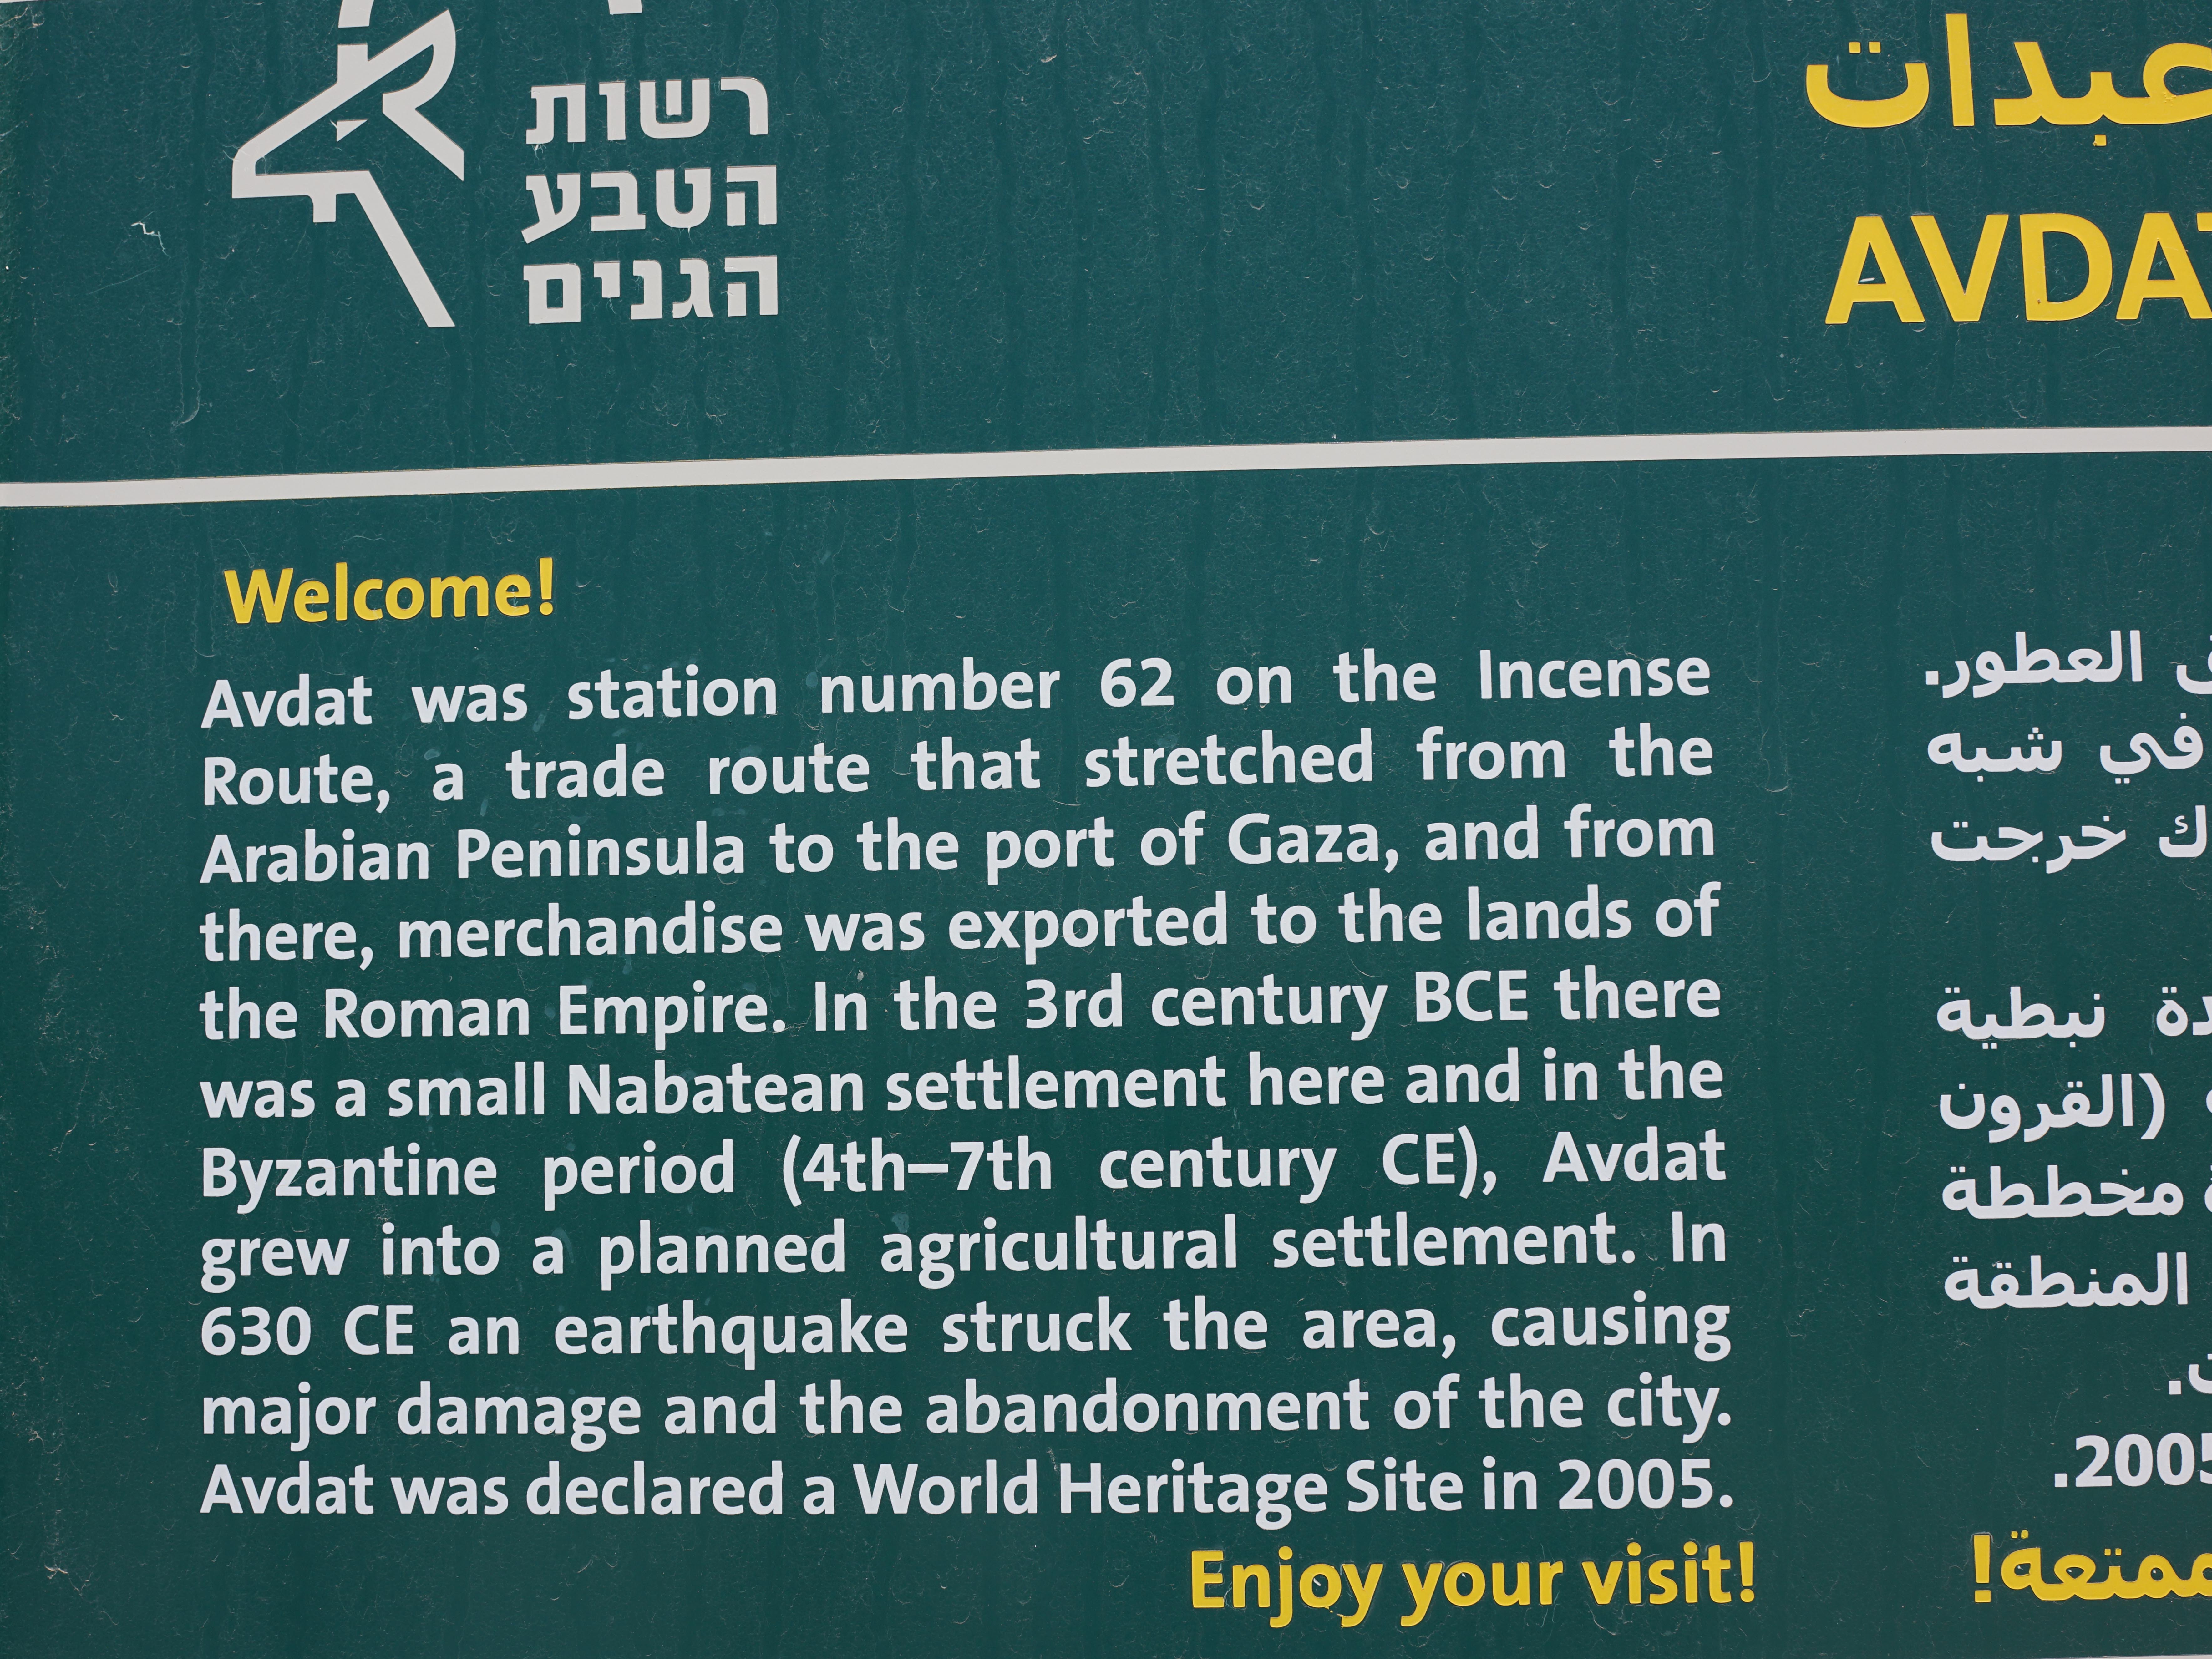 רשות
הטבע
הגנים
عبدات
Welcome!
Avdat was station number 62 on the Incense
Route, a trade route that stretched from the
Arabian Peninsula to the port of Gaza, and from
there, merchandise was exported to the lands of
the Roman Empire. In the 3rd century BCE there
was a small Nabatean settlement here and in the
Byzantine period (4th–7th century CE), Avdat
grew into a planned agricultural settlement. In
630 CE an earthquake struck the area, causing
major damage and the abandonment of the city.
Avdat was declared a World Heritage Site in 2005.
Enjoy your visit!
العطور.
في شبه
خرجت
نبطية
(القرون
مخططة
المنطقة